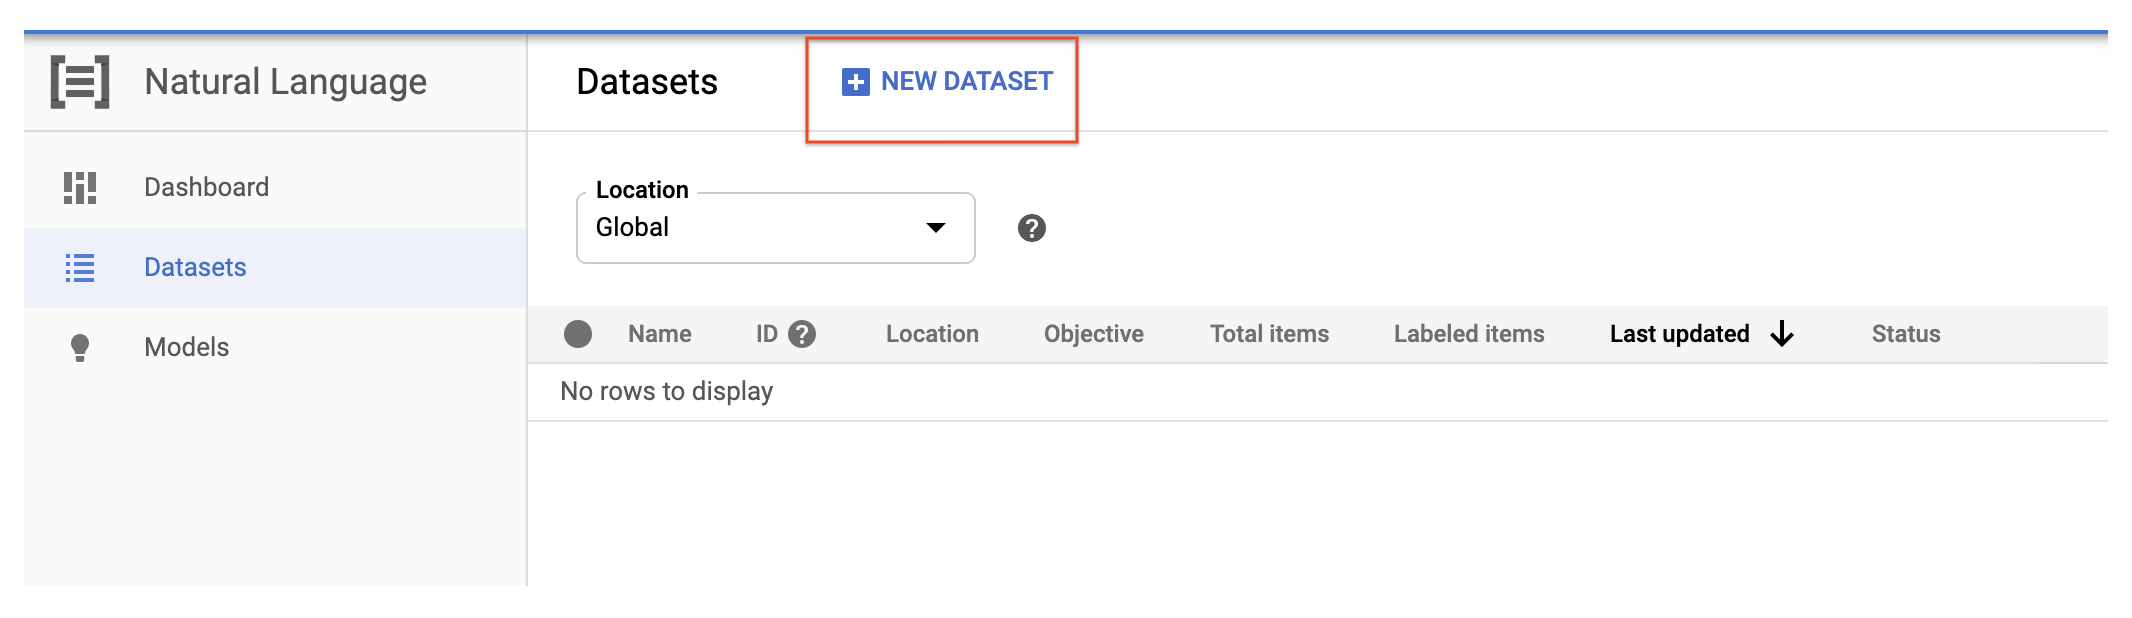 Natural Language
Datasets
NEW DATASET
Dashboard
Datasets
Models
Location
Global
Name ID Location Objective Total items Labeled items Last updated Status
No rows to display